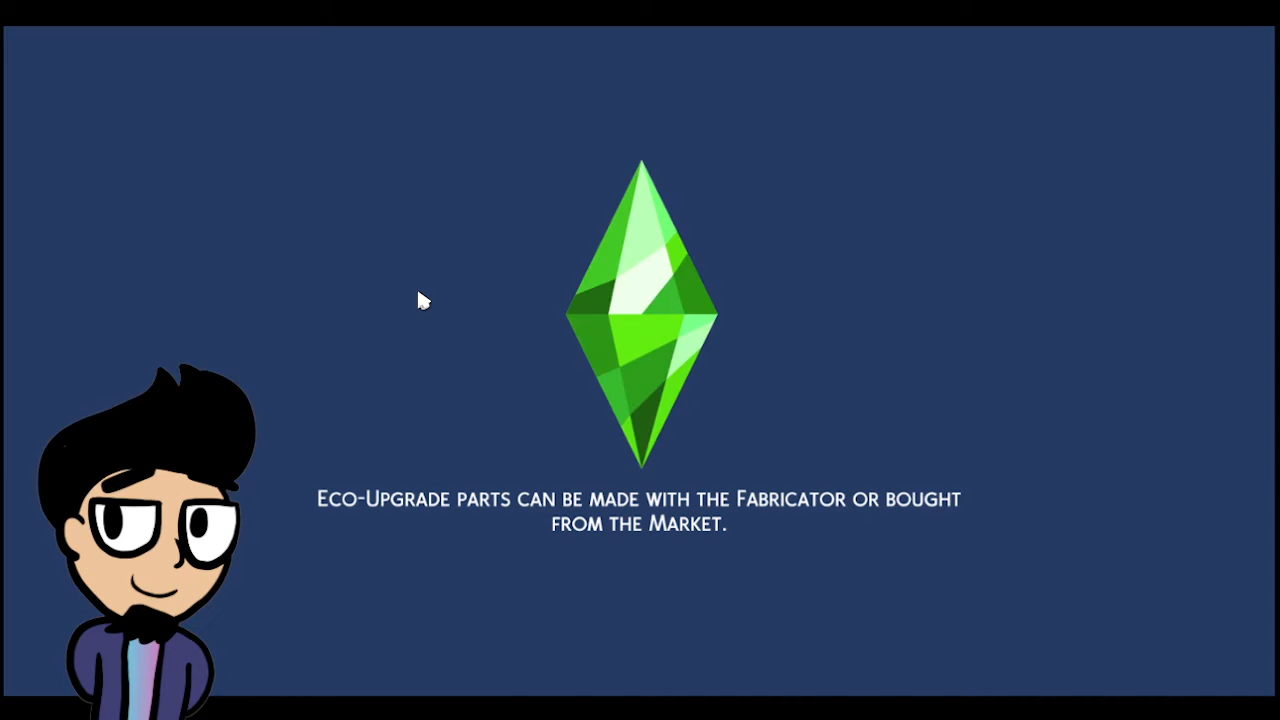 Eco-Upgrade parts can be made with the Fabricator or bought
from the Market.